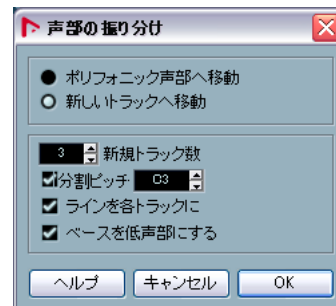 声部の振り分け
ポリフォニック声部へ移動
新しいトラックへ移動
3 新規トラック数
分割ピッチ C3
ラインを各トラックに
ベースを低声部にする
ヘルプ キャンセル OK